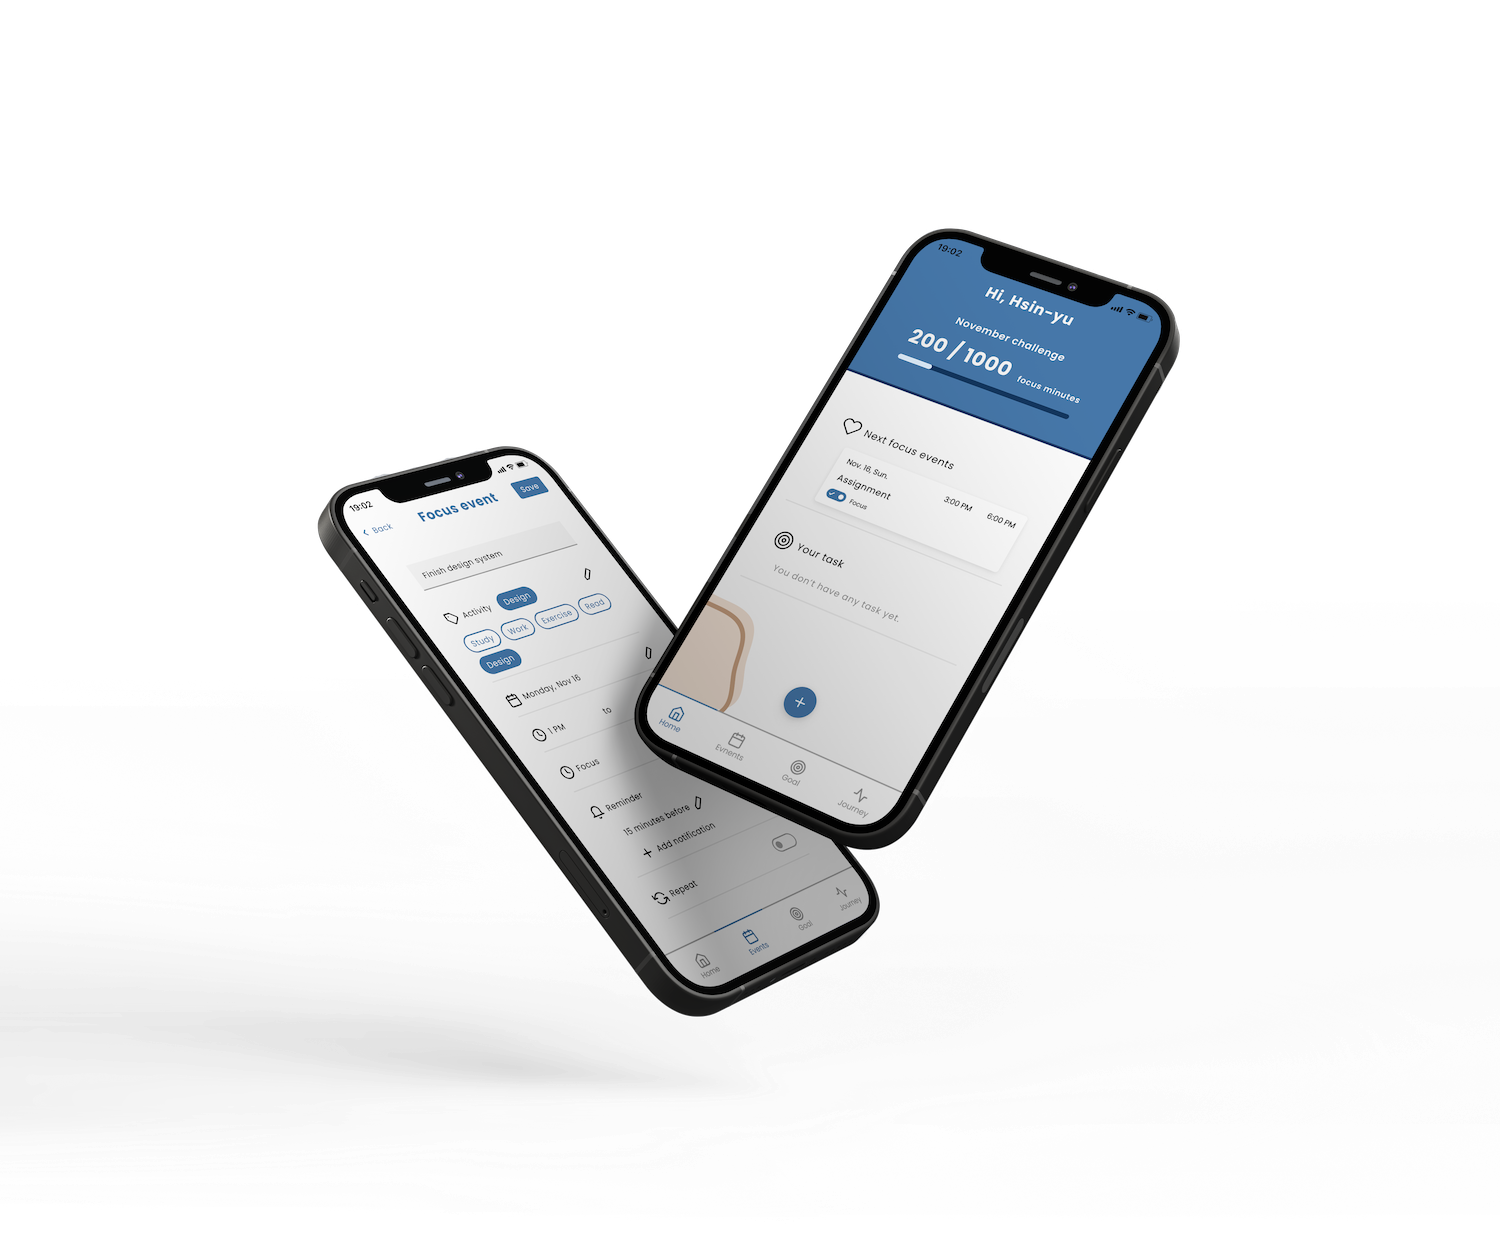 19:02
Back
Focus event
Save
Finish design system
Activity
Design
Study
Work
Exercise
Read
Design
Monday, Nov 16
1 PM
to
Focus
Reminder
15 minutes before
Add notification
Repeat
Home
Events
Goal
Journey
19:02
Hi, Hsin-yu
November challenge
200 / 1000 focus minutes
Next focus events
Nov. 16, Sun.
Assignment
3:00 PM
6:00 PM
Focus
Your task
You don't have any task yet.
Home
Evnents
Goal
Journey